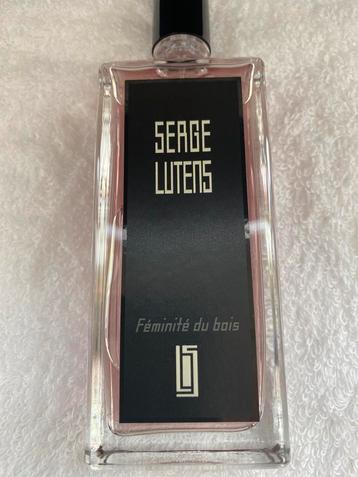 SERGE
LUTENS
Féminité du bois